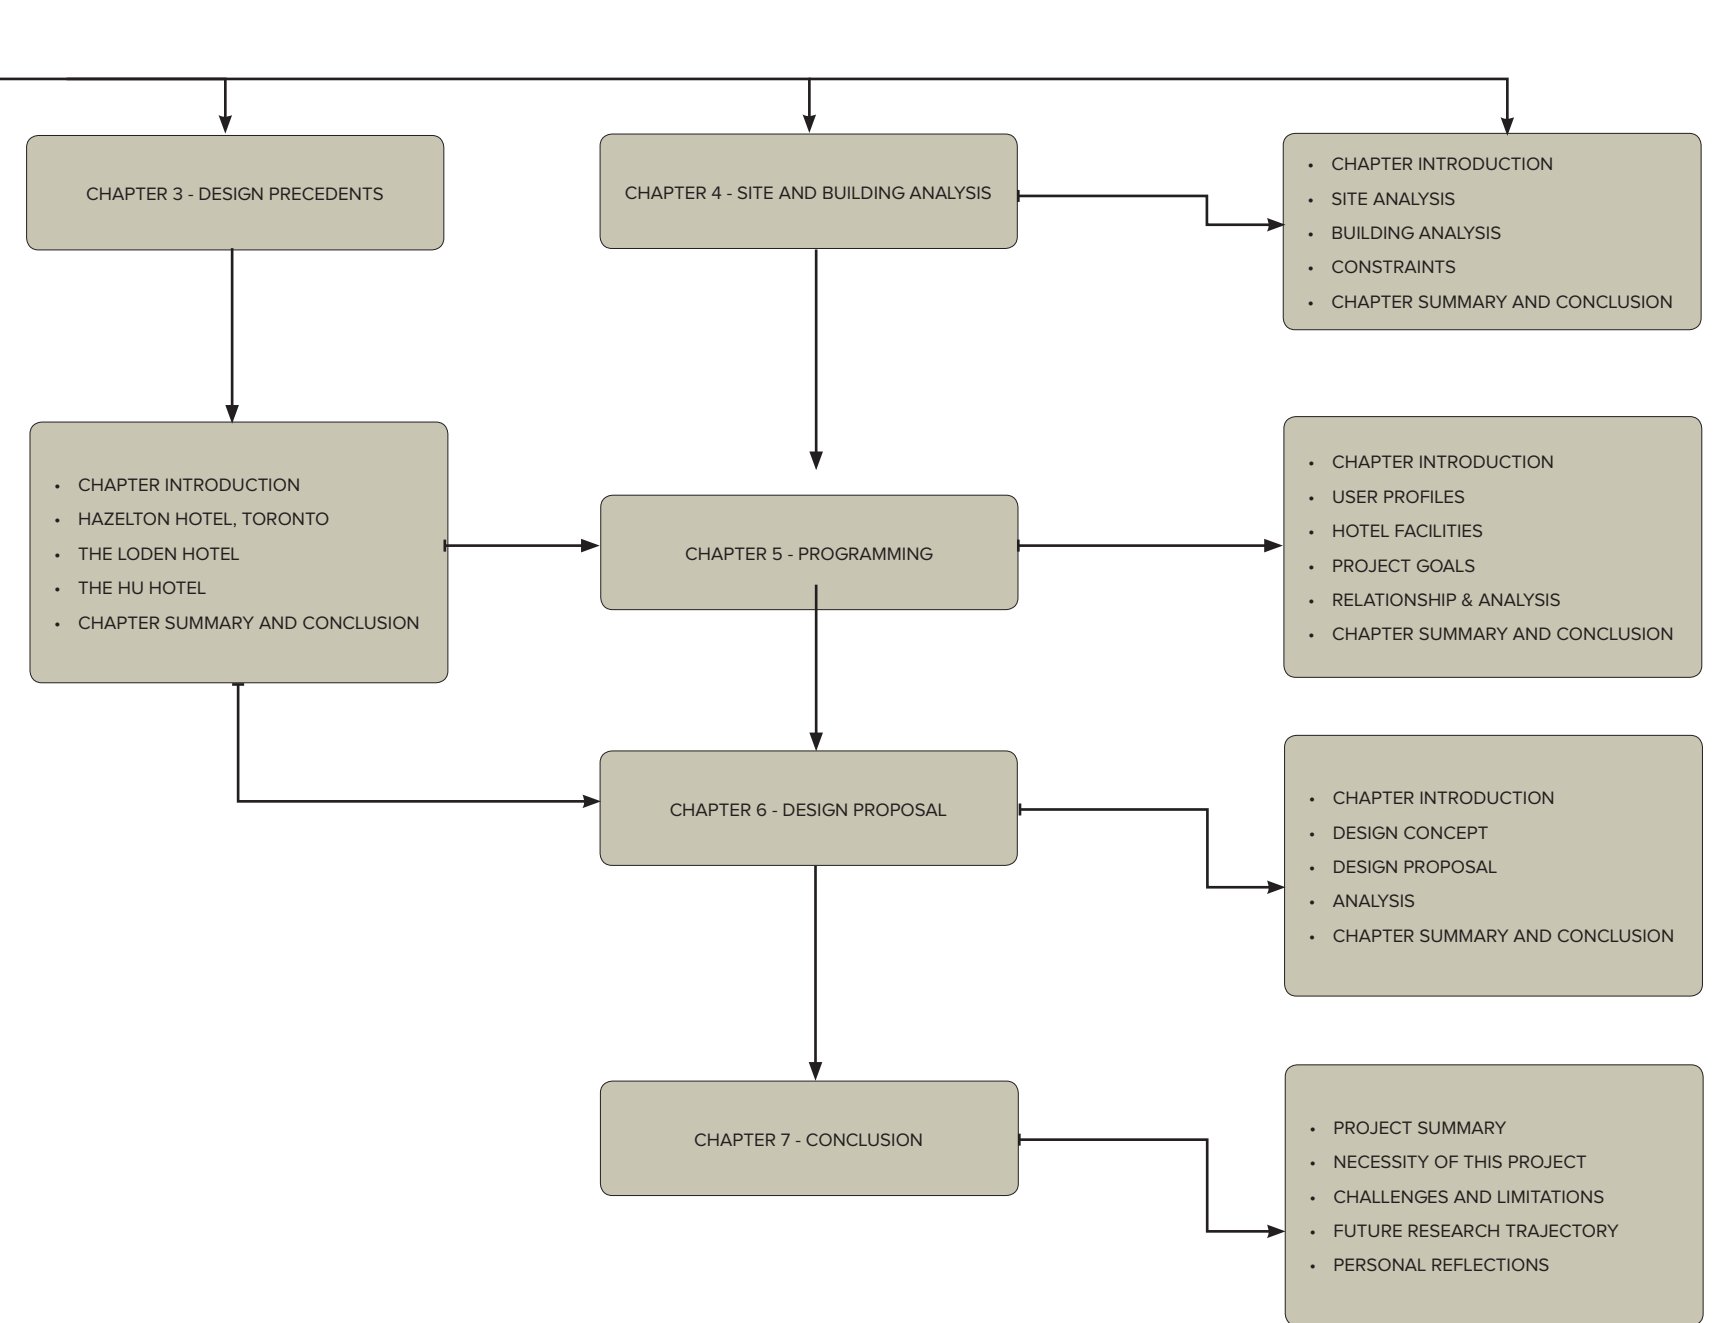 CHAPTER 3 - DESIGN PRECEDENTS
CHAPTER 4 - SITE AND BUILDING ANALYSIS
• CHAPTER INTRODUCTION
• SITE ANALYSIS
• BUILDING ANALYSIS
• CONSTRAINTS
• CHAPTER SUMMARY AND CONCLUSION
• CHAPTER INTRODUCTION
• HAZELTON HOTEL, TORONTO
• THE LODEN HOTEL
• THE HU HOTEL
• CHAPTER SUMMARY AND CONCLUSION
CHAPTER 5 - PROGRAMMING
• CHAPTER INTRODUCTION
• USER PROFILES
• HOTEL FACILITIES
• PROJECT GOALS
• RELATIONSHIP & ANALYSIS
• CHAPTER SUMMARY AND CONCLUSION
CHAPTER 6 - DESIGN PROPOSAL
• CHAPTER INTRODUCTION
• DESIGN CONCEPT
• DESIGN PROPOSAL
• ANALYSIS
• CHAPTER SUMMARY AND CONCLUSION
CHAPTER 7 - CONCLUSION
• PROJECT SUMMARY
• NECESSITY OF THIS PROJECT
• CHALLENGES AND LIMITATIONS
• FUTURE RESEARCH TRAJECTORY
• PERSONAL REFLECTIONS